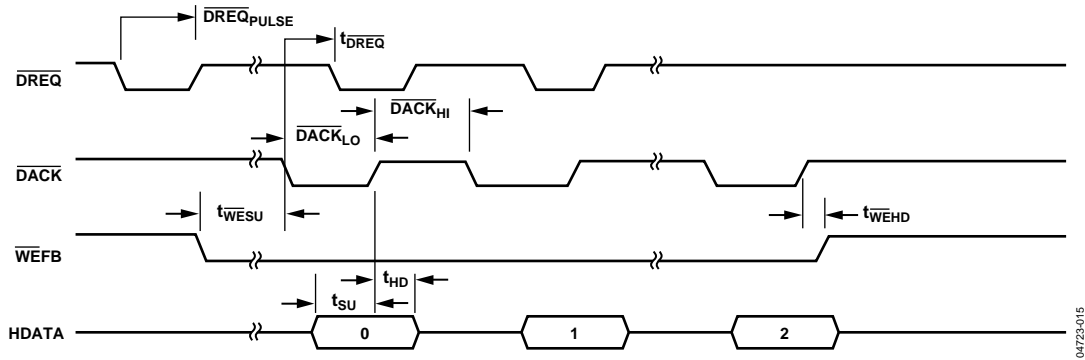 DREQPULSE
tDREQ
DREQ
DACKHI
DACKLO
DACK
tWESU
tWEHD
WEFB
tHD
tSU
HDATA
0
1
2
04723-015